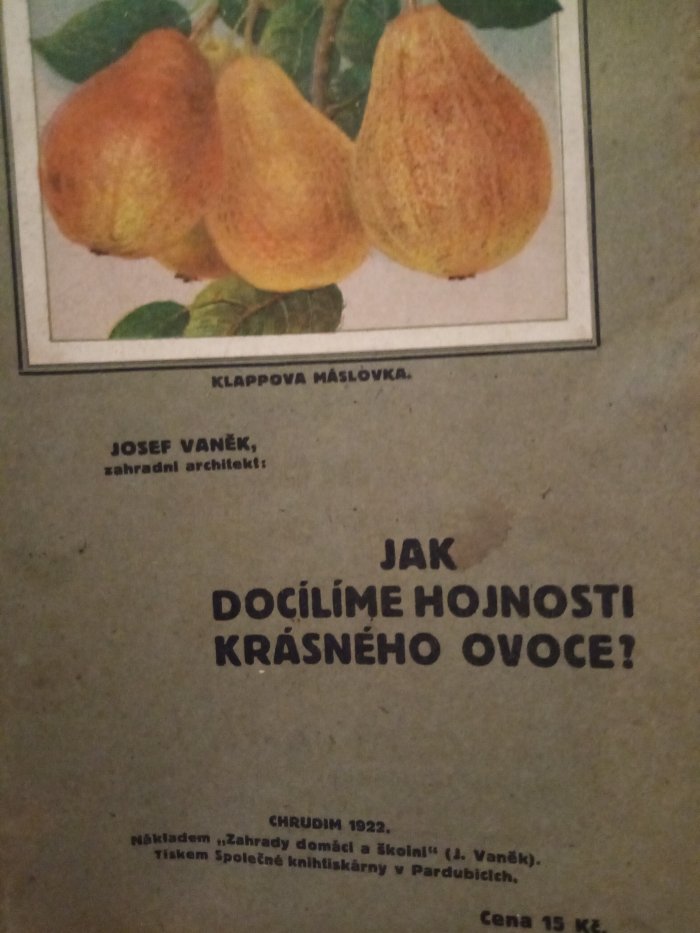 KLAPPOVA MÁSLOVKA.
JOSEF VANĚK,
zahradní architekt:
JAK
DOCÍLÍME HOJNOSTI
KRÁSNÉHO OVOCE?
CHRUDIM 1922.
Nákladem „Zahrady domácí a školní“ (J. Vaněk).
Tiskem Společné knihtiskárny v Pardubicích.
Cena 15 Kč.